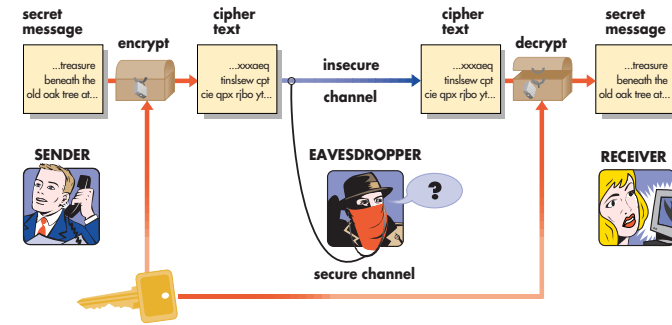 secret
message
...treasure
beneath the
old oak tree at...
encrypt
cipher
text
...xxxaeq
tinslsew cpt
cie qpx rjbo yt...
insecure
channel
cipher
text
...xxxoeq
tinslsew cpt
cie qpx rjbo yt...
decrypt
secret
message
...treasure
beneath the
old oak tree at...
SENDER
EAVESDROPPER
?
RECEIVER
secure channel